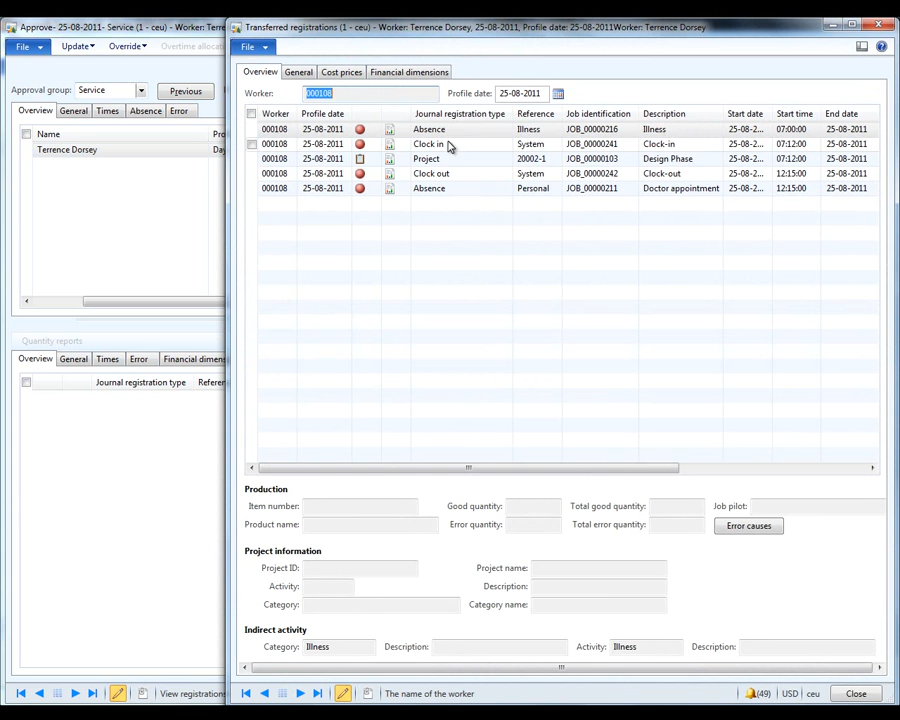 Approve- 25-08-2011- Service (1 - ceu) - Worker: Terr
File Update Override Overtime alloca
Approval group: Service Previous
Overview General Times Absence Error
Name Pro
Terrence Dorsey Day
Quantity reports
Overview General Times Error Financial dimens
Journal registration type Referer
View registrations
Transferred registrations (1 - ceu) - Worker: Terrence Dorsey, 25-08-2011, Profile date: 25-08-2011Worker: Terrence Dorsey
File
Overview General Cost prices Financial dimensions
Worker: 000108 Profile date: 25-08-2011
Worker Profile date Journal registration type Reference Job identification Description Start date Start time End date
000108 25-08-2011 Absence Illness JOB_00000216 Illness 25-08-2... 07:00:00 25-08-2011
000108 25-08-2011 Clock in System JOB_00000241 Clock-in 25-08-2... 07:12:00 25-08-2011
000108 25-08-2011 Project 20002-1 JOB_00000103 Design Phase 25-08-2... 07:12:00 25-08-2011
000108 25-08-2011 Clock out System JOB_00000242 Clock-out 25-08-2... 12:15:00 25-08-2011
000108 25-08-2011 Absence Personal JOB_00000211 Doctor appointment 25-08-2... 12:15:00 25-08-2011
Production
Item number: Good quantity: Total good quantity: Job pilot:
Product name: Error quantity: Total error quantity: Error causes
Project information
Project ID: Project name:
Activity: Description:
Category: Category name:
Indirect activity
Category: Illness Description: Activity: Illness Description:
The name of the worker (49) USD ceu Close